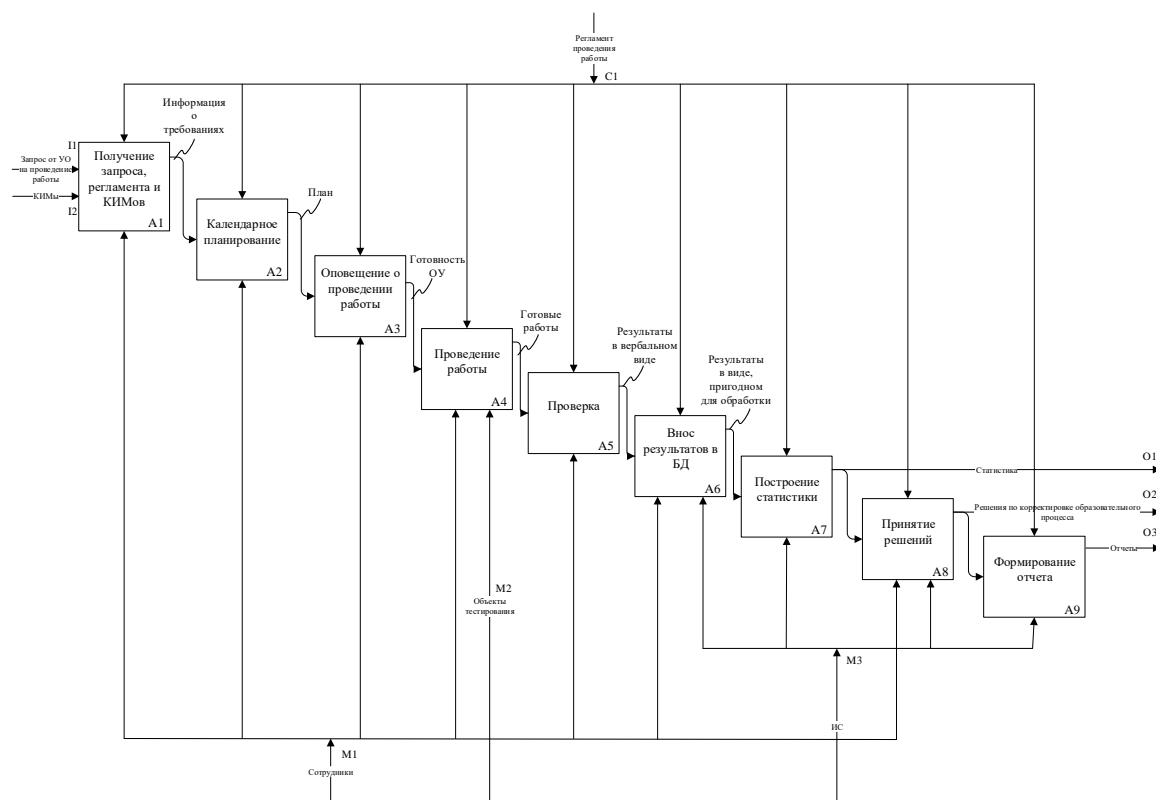 Регламент
проведения
работы
C1
Информация
о
требованиях
I1
Запрос от УО
на проведение
работы
КИМы
I2
Получение
запроса,
регламента и
КИМов
A1
План
Календарное
планирование
A2
Готовность
ОУ
Оповещение о
проведении
работы
A3
Готовые
работы
Проведение
работы
A4
Результаты
в вербальном
виде
Проверка
A5
Результаты
в виде,
пригодном
для обработки
Внос
результатов в
БД
A6
Построение
статистики
A7
Статистика
O1
Принятие
решений
A8
Решения по корректировке образовательного
процесса
O2
Формирование
отчета
A9
Отчеты
O3
M2
Объекты
тестирования
M3
ИС
M1
Сотрудники